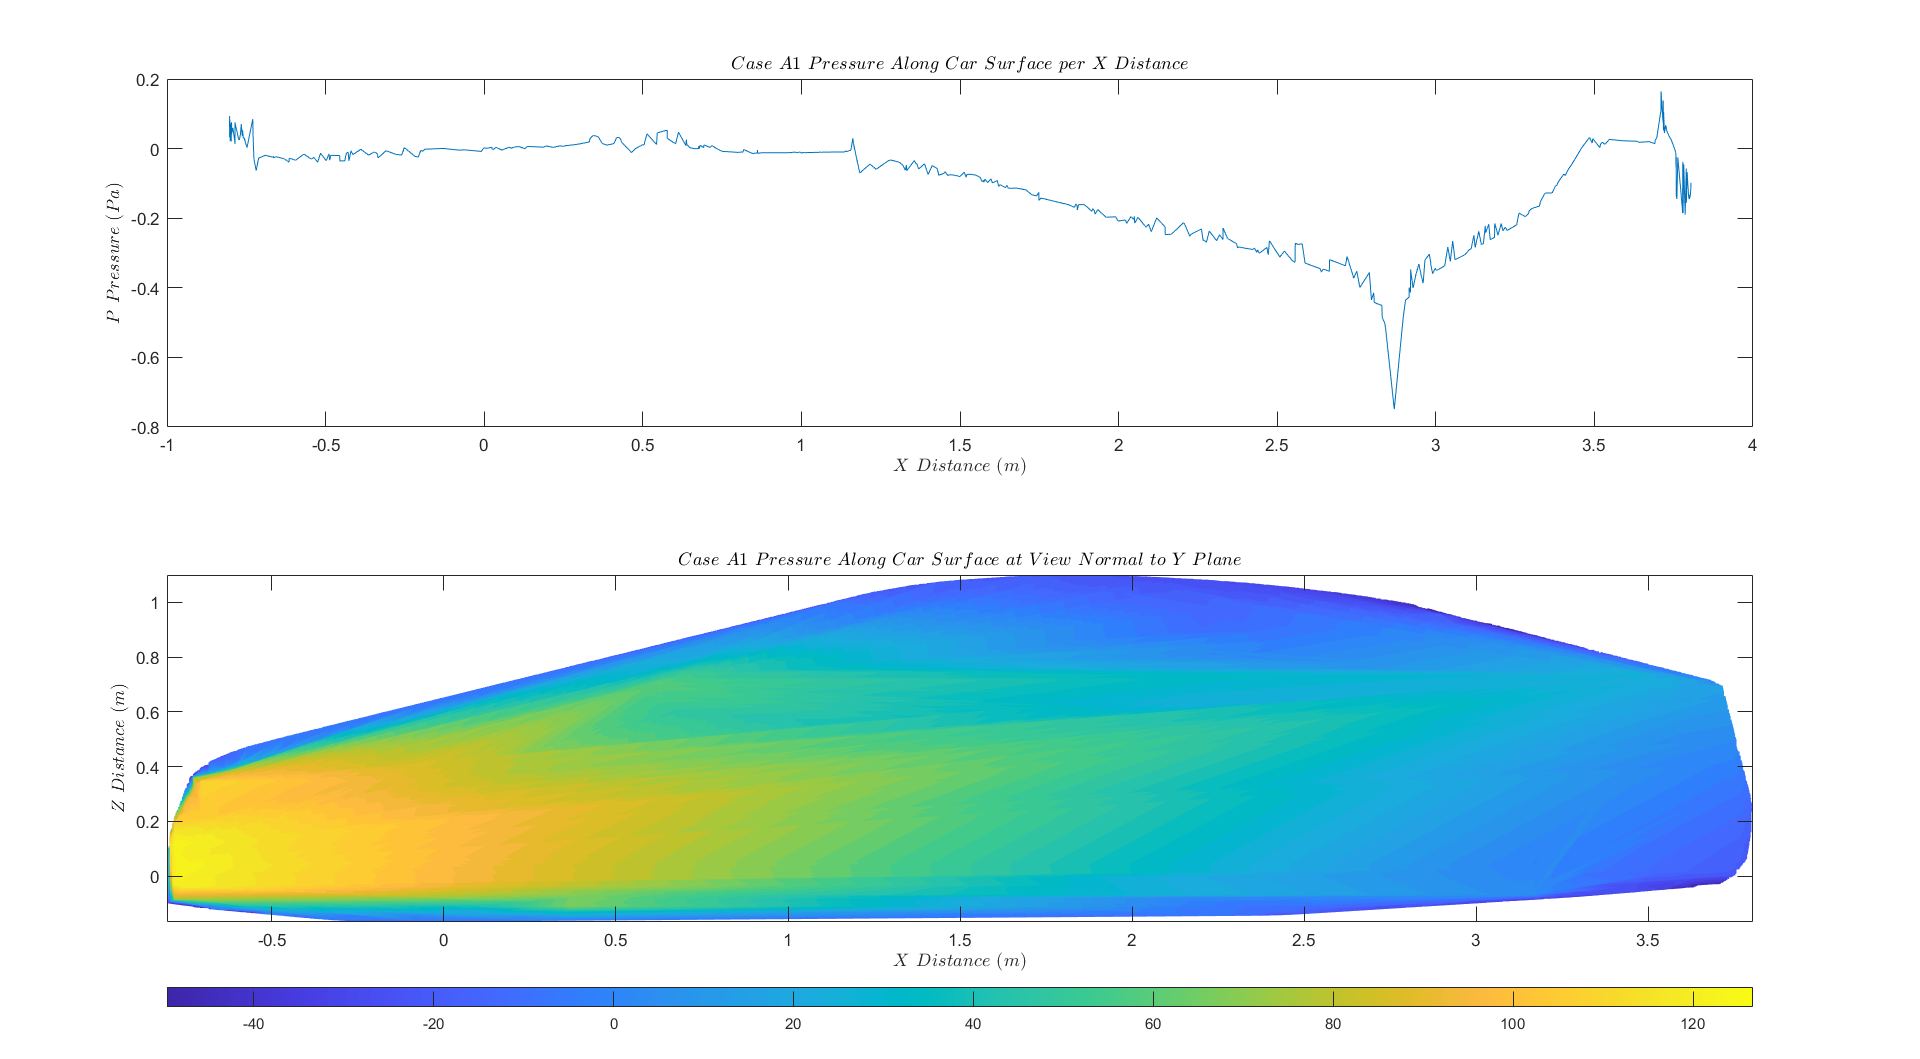 Case A1 Pressure Along Car Surface per X Distance
0.2
0
-0.2
-0.4
-0.6
-0.8
P Pressure (Pa)
-1 -0.5 0 0.5 1 1.5 2 2.5 3 3.5 4
X Distance (m)
Case A1 Pressure Along Car Surface at View Normal to Y Plane
1
0.8
0.6
0.4
0.2
0
Z Distance (m)
-0.5 0 0.5 1 1.5 2 2.5 3 3.5
X Distance (m)
-40 -20 0 20 40 60 80 100 120